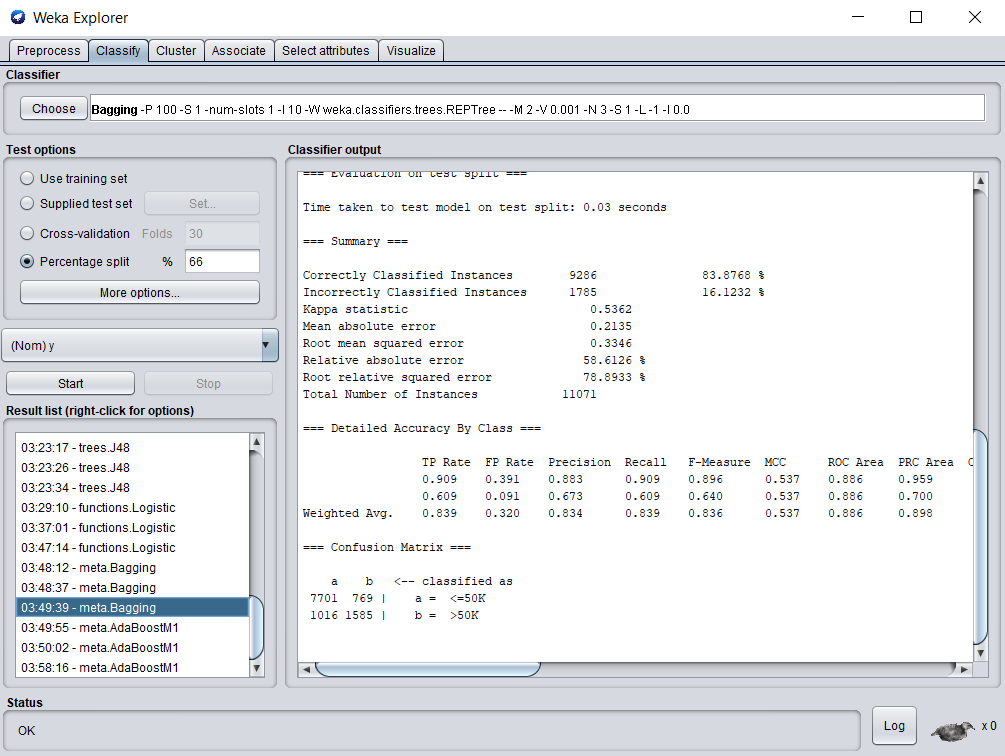 Weka Explorer
Preprocess Classify Cluster Associate Select attributes Visualize
Classifier
Choose Bagging -P 100 -S 1 -num-slots 1 -I 10 -W weka.classifiers.trees.REPTree -- -M 2 -V 0.001 -N 3 -S 1 -L -1 -I 0.0
Test options
Use training set
Supplied test set Set...
Cross-validation Folds 30
Percentage split % 66
More options...
(Nom) y
Start Stop
Result list (right-click for options)
03:23:17 - trees.J48
03:23:26 - trees.J48
03:23:34 - trees.J48
03:29:10 - functions.Logistic
03:37:01 - functions.Logistic
03:47:14 - functions.Logistic
03:48:12 - meta.Bagging
03:48:37 - meta.Bagging
03:49:39 - meta.Bagging
03:49:55 - meta.AdaBoostM1
03:50:02 - meta.AdaBoostM1
03:58:16 - meta.AdaBoostM1
Classifier output
=== Evaluation on test split ===
Time taken to test model on test split: 0.03 seconds
=== Summary ===
Correctly Classified Instances 9286 83.8768 %
Incorrectly Classified Instances 1785 16.1232 %
Kappa statistic 0.5362
Mean absolute error 0.2135
Root mean squared error 0.3346
Relative absolute error 58.6126 %
Root relative squared error 78.8933 %
Total Number of Instances 11071
=== Detailed Accuracy By Class ===
TP Rate FP Rate Precision Recall F-Measure MCC ROC Area PRC Area C
0.909 0.391 0.883 0.909 0.896 0.537 0.886 0.959
0.609 0.091 0.673 0.609 0.640 0.537 0.886 0.700
Weighted Avg. 0.839 0.320 0.834 0.839 0.836 0.537 0.886 0.898
=== Confusion Matrix ===
a b <-- classified as
7701 769 | a = <=50K
1016 1585 | b = >50K
Status
OK
Log
x 0